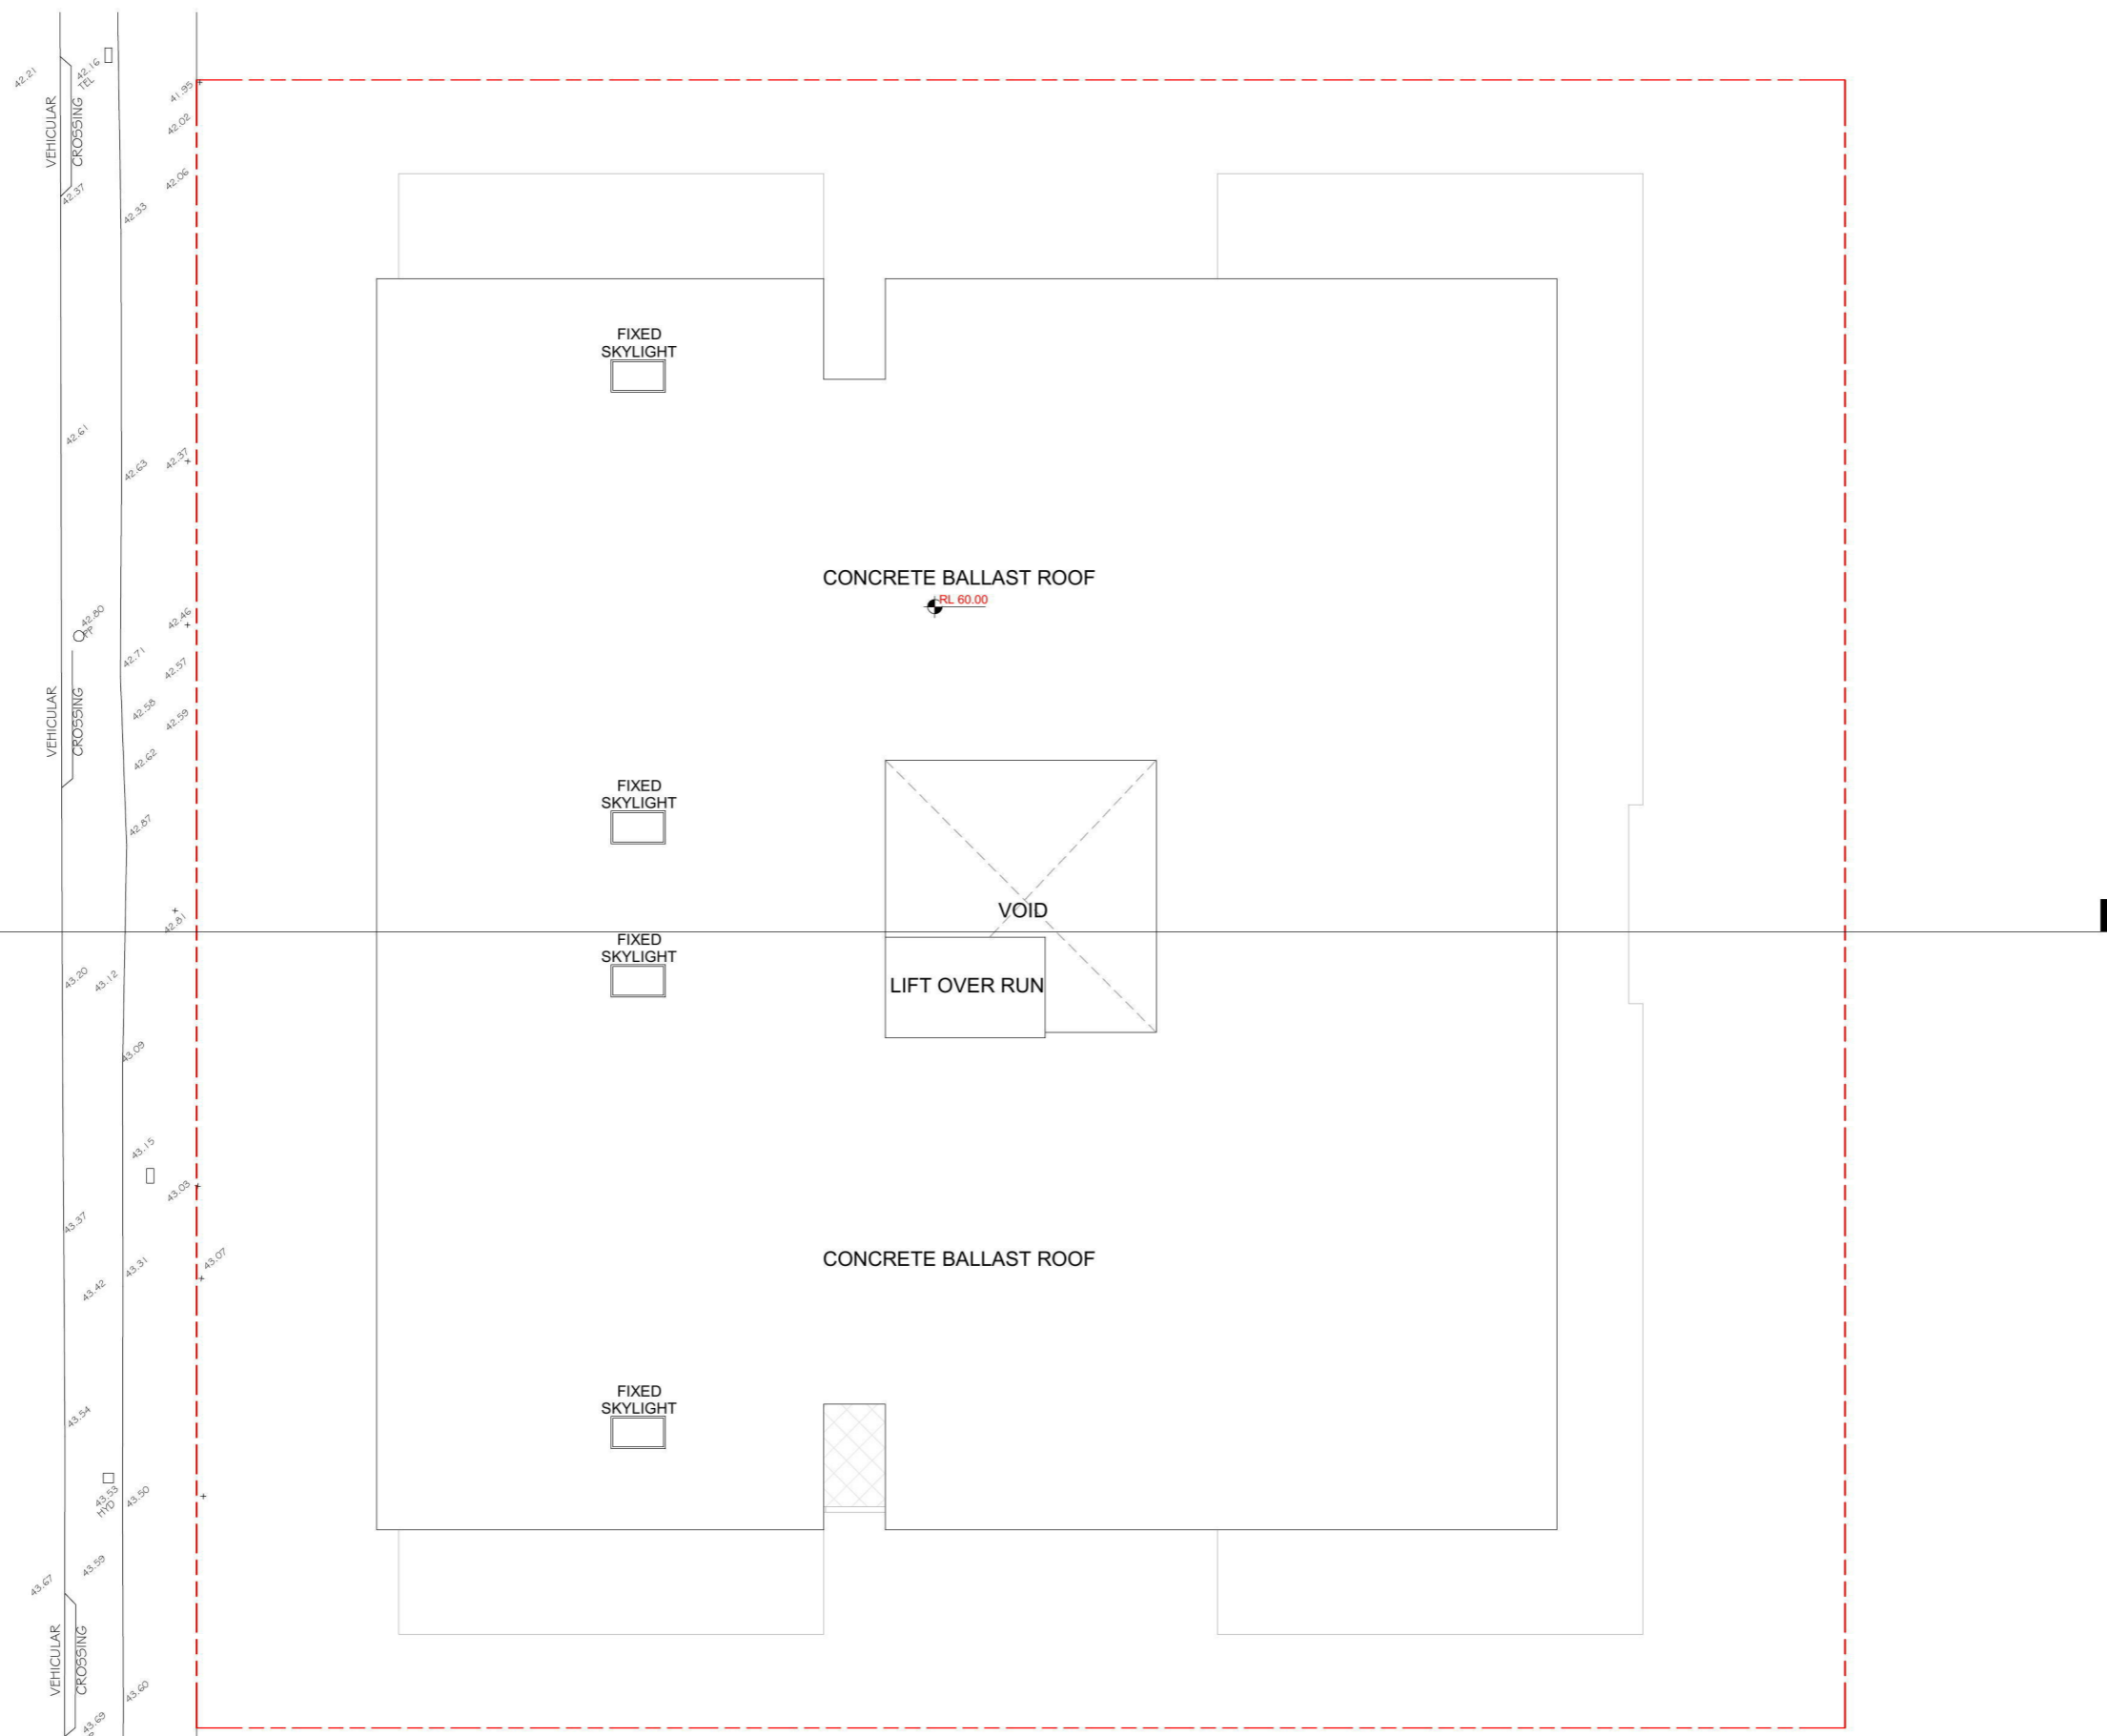 42.21
42.16
TEL
VEHICULAR
CROSSING
41.95
42.02
42.06
42.37
42.33
FIXED
SKYLIGHT
42.61
42.63
42.37
CONCRETE BALLAST ROOF
RL 60.00
42.80
PP
42.46
42.71
42.57
VEHICULAR
CROSSING
42.58
42.59
42.62
FIXED
SKYLIGHT
42.87
VOID
42.81
FIXED
SKYLIGHT
43.20
43.12
LIFT OVER RUN
43.09
43.15
43.03
43.37
CONCRETE BALLAST ROOF
43.31
43.07
43.42
FIXED
SKYLIGHT
43.54
43.53
HYD
43.50
43.59
43.67
VEHICULAR
CROSSING
43.60
43.69